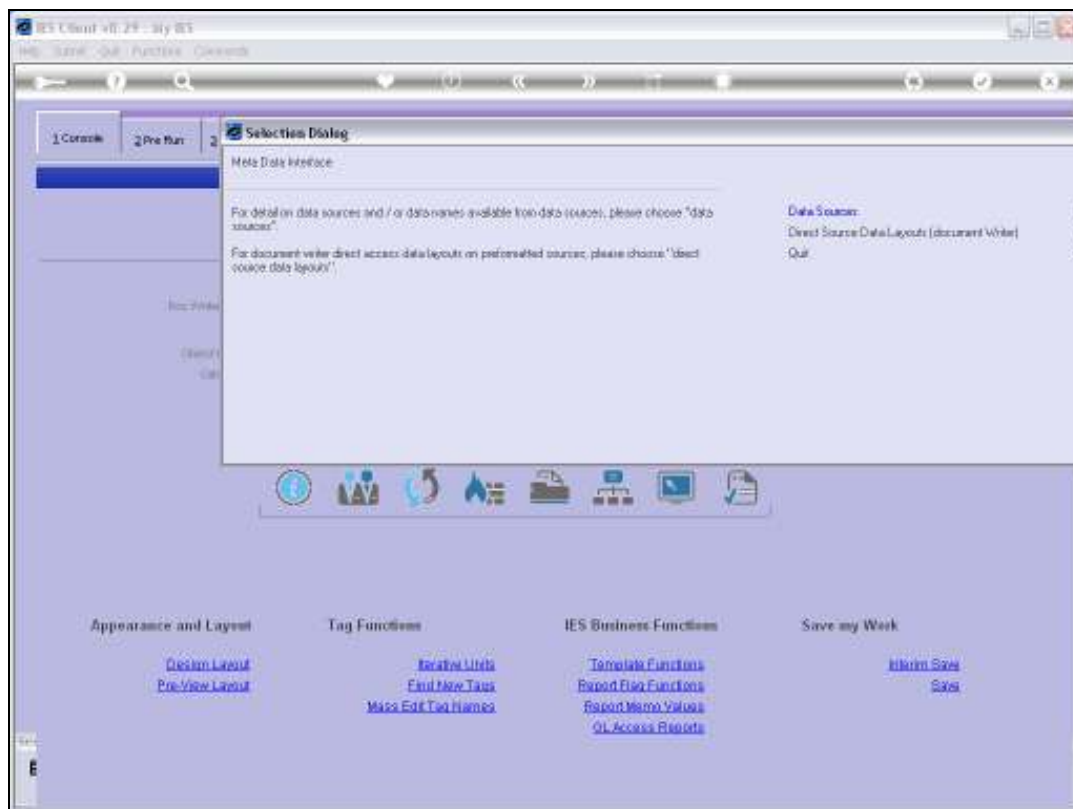 IES Client v8.29 - My IES
Help Submit Quit Functions Commands
1 Console
2 Pre Run
Selection Dialog
Meta Data Interface
For detail on data sources and / or data names available from data sources, please choose "data
sources".
For document writer direct access data layouts on preformatted sources, please choose "direct
source data layouts".
Data Sources
Direct Source Data Layouts (document Writer)
Quit
Appearance and Layout
Design Layout
Pre-View Layout
Tag Functions
Iterative Units
Find New Tags
Mass Edit Tag Names
IES Business Functions
Template Functions
Report Flag Functions
Report Memo Values
GL Access Reports
Save my Work
Interim Save
Save